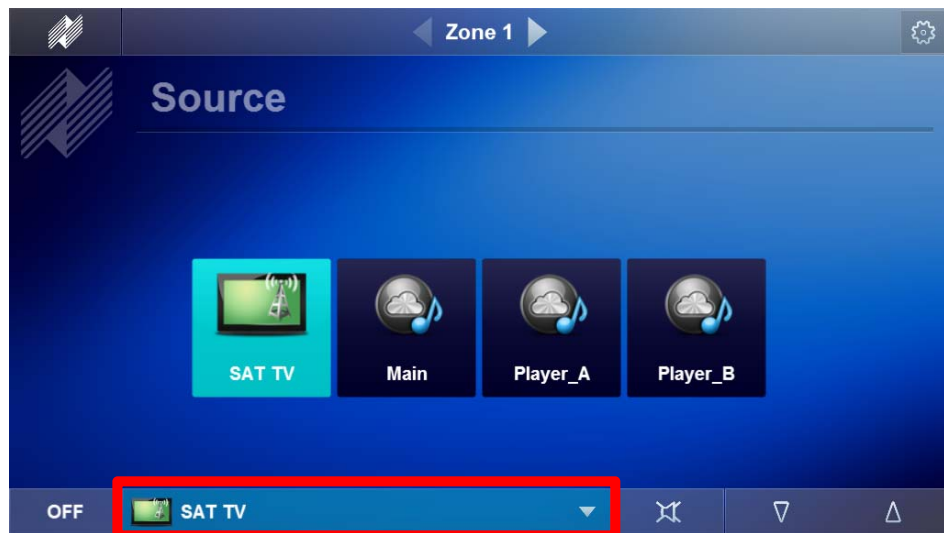 Zone 1
Source
SAT TV
Main
Player_A
Player_B
OFF
SAT TV